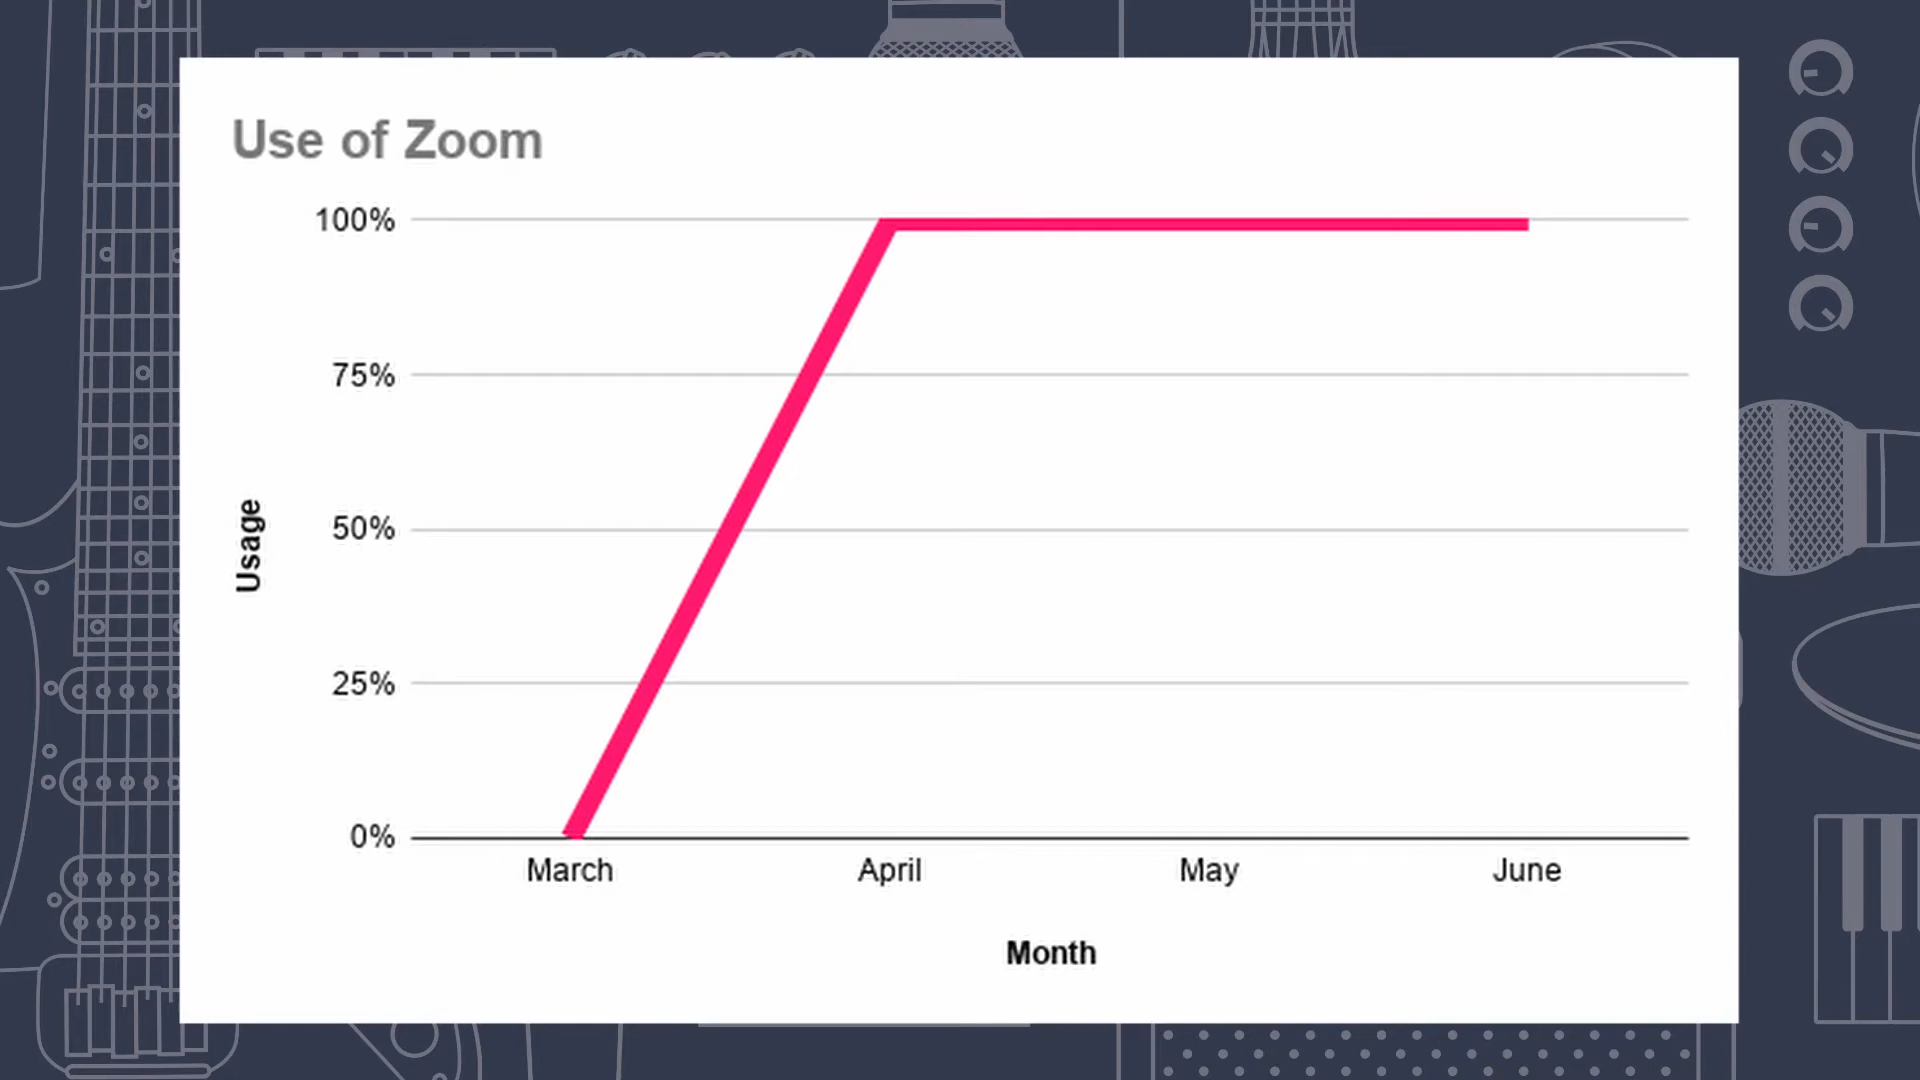 Use of Zoom
100%
75%
50%
25%
0%
Usage
March
April
May
June
Month